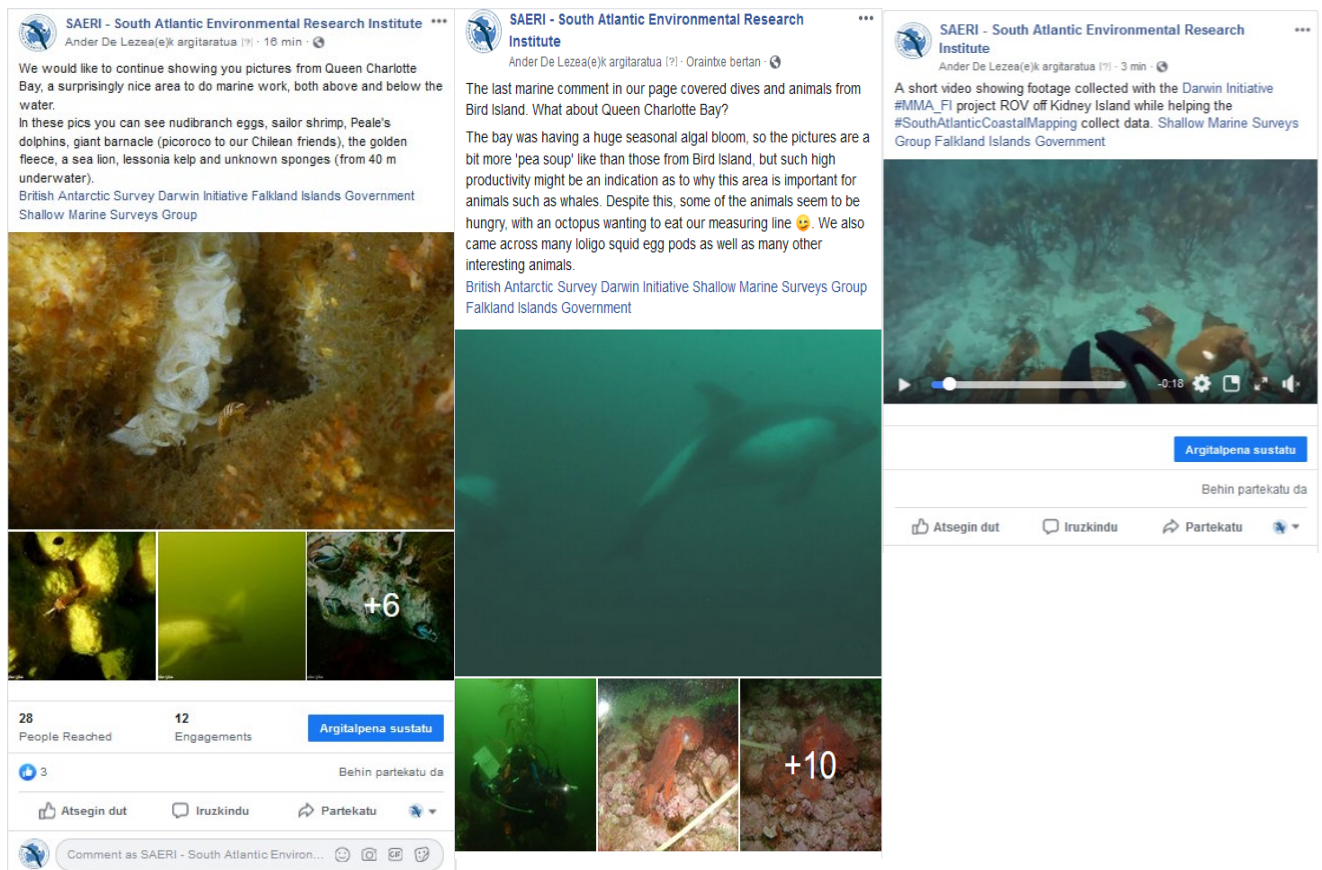 SAERI - South Atlantic Environmental Research Institute
Ander De Lezea(e)k argitaratua [?] · 16 min ·
We would like to continue showing you pictures from Queen Charlotte
Bay, a surprisingly nice area to do marine work, both above and below the
water.
In these pics you can see nudibranch eggs, sailor shrimp, Peale's
dolphins, giant barnacle (picoroco to our Chilean friends), the golden
fleece, a sea lion, lessonia kelp and unknown sponges (from 40 m
underwater).
British Antarctic Survey Darwin Initiative Falkland Islands Government
Shallow Marine Surveys Group
+6
28
People Reached
12
Engagements
Argitalpena sustatu
3
Behin partekatu da
Atsegin dut
Iruzkindu
Partekatu
Comment as SAERI - South Atlantic Environ...
GIF
SAERI - South Atlantic Environmental Research
Institute
Ander De Lezea(e)k argitaratua [?] · Oraintxe bertan ·
The last marine comment in our page covered dives and animals from
Bird Island. What about Queen Charlotte Bay?
The bay was having a huge seasonal algal bloom, so the pictures are a
bit more 'pea soup' like than those from Bird Island, but such high
productivity might be an indication as to why this area is important for
animals such as whales. Despite this, some of the animals seem to be
hungry, with an octopus wanting to eat our measuring line 😉. We also
came across many loligo squid egg pods as well as many other
interesting animals.
British Antarctic Survey Darwin Initiative Shallow Marine Surveys Group
Falkland Islands Government
+10
SAERI - South Atlantic Environmental Research
Institute
Ander De Lezea(e)k argitaratua [?] · 3 min ·
A short video showing footage collected with the Darwin Initiative
#MMA_FI project ROV off Kidney Island while helping the
#SouthAtlanticCoastalMapping collect data. Shallow Marine Surveys
Group Falkland Islands Government
-0:18
Argitalpena sustatu
Behin partekatu da
Atsegin dut
Iruzkindu
Partekatu